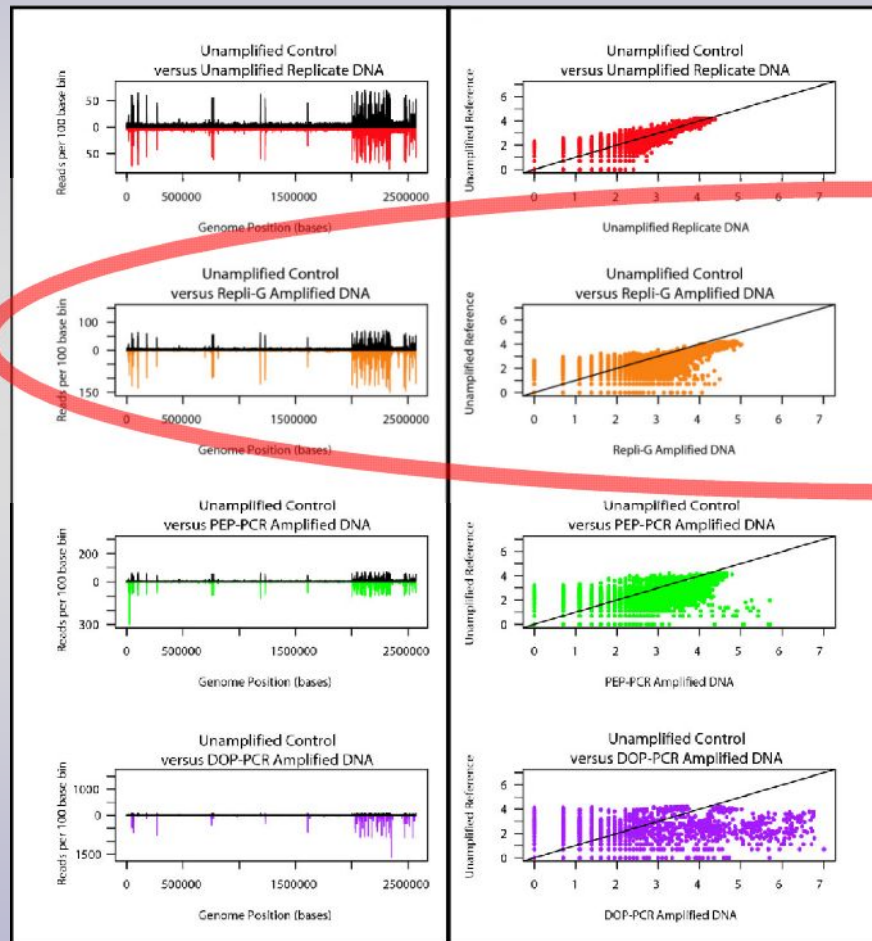 Unamplified Control
versus Unamplified Replicate DNA
Reads per 100 base bin
50
0
50
0
500000
1500000
2500000
Genome Position (bases)
Unamplified Control
versus Unamplified Replicate DNA
Unamplified Reference
6
4
2
0
0 1 2 3 4 5 6 7
Unamplified Replicate DNA
Unamplified Control
versus Repli-G Amplified DNA
Reads per 100 base bin
100
0
150
0
500000
1500000
2500000
Genome Position (bases)
Unamplified Control
versus Repli-G Amplified DNA
Unamplified Reference
6
4
2
0
0 1 2 3 4 5 6 7
Repli-G Amplified DNA
Unamplified Control
versus PEP-PCR Amplified DNA
Reads per 100 base bin
200
0
300
0
500000
1500000
2500000
Genome Position (bases)
Unamplified Control
versus PEP-PCR Amplified DNA
Unamplified Reference
6
4
2
0
0 1 2 3 4 5 6 7
PEP-PCR Amplified DNA
Unamplified Control
versus DOP-PCR Amplified DNA
Reads per 100 base bin
1000
0
1500
0
500000
1500000
2500000
Genome Position (bases)
Unamplified Control
versus DOP-PCR Amplified DNA
Unamplified Reference
6
4
2
0
0 1 2 3 4 5 6 7
DOP-PCR Amplified DNA